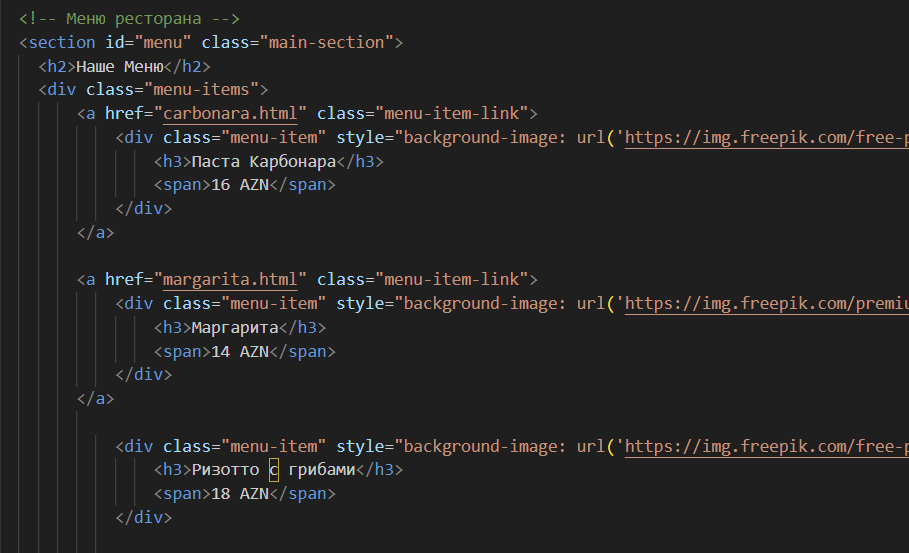 <!-- Меню ресторана -->
<section id="menu" class="main-section">
<h2>Наше Меню</h2>
<div class="menu-items">
<a href="carbonara.html" class="menu-item-link">
<div class="menu-item" style="background-image: url('https://img.freepik.com/free-p
<h3>Паста Карбонара</h3>
<span>16 AZN</span>
</div>
</a>
<a href="margarita.html" class="menu-item-link">
<div class="menu-item" style="background-image: url('https://img.freepik.com/premiu
<h3>Маргарита</h3>
<span>14 AZN</span>
</div>
</a>
<div class="menu-item" style="background-image: url('https://img.freepik.com/free-p
<h3>Ризотто с грибами</h3>
<span>18 AZN</span>
</div>